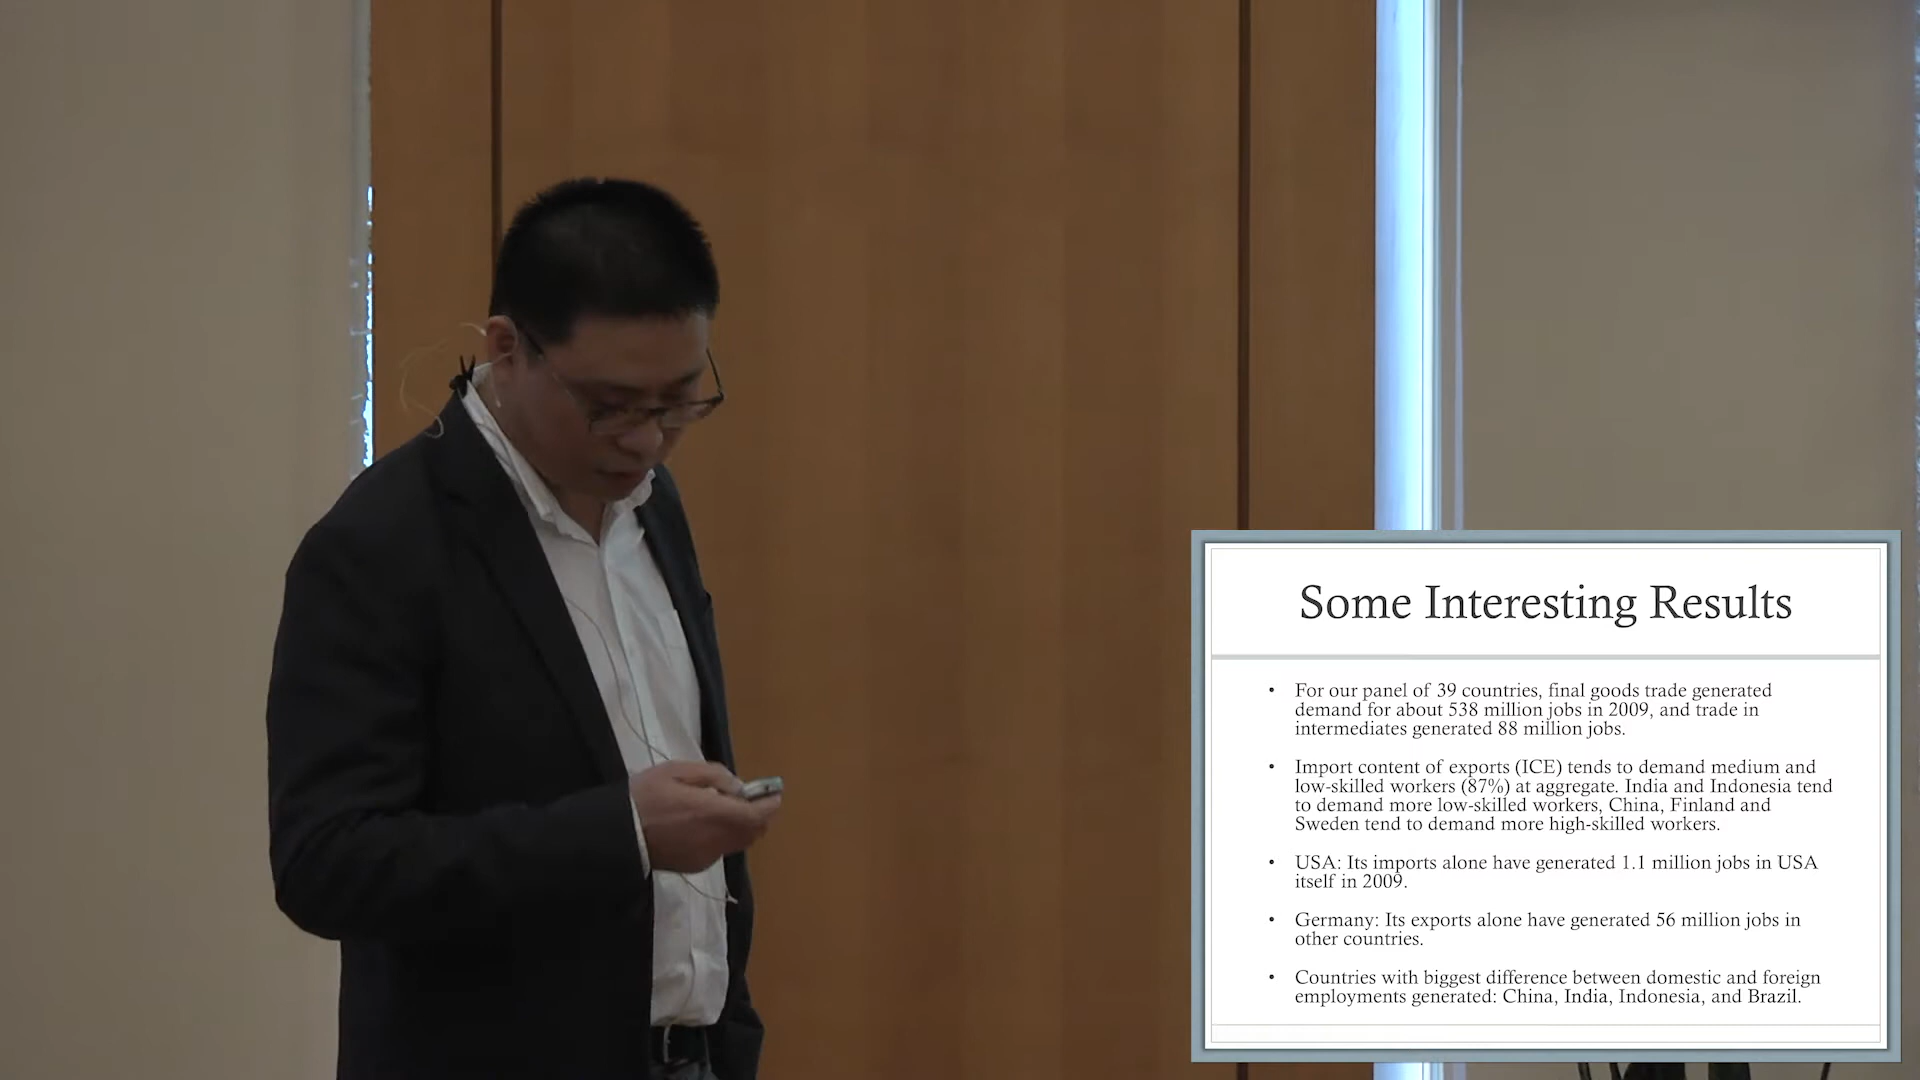 Some Interesting Results
• For our panel of 39 countries, final goods trade generated
demand for about 538 million jobs in 2009, and trade in
intermediates generated 88 million jobs.
• Import content of exports (ICE) tends to demand medium and
low-skilled workers (87%) at aggregate. India and Indonesia tend
to demand more low-skilled workers, China, Finland and
Sweden tend to demand more high-skilled workers.
• USA: Its imports alone have generated 1.1 million jobs in USA
itself in 2009.
• Germany: Its exports alone have generated 56 million jobs in
other countries.
• Countries with biggest difference between domestic and foreign
employments generated: China, India, Indonesia, and Brazil.